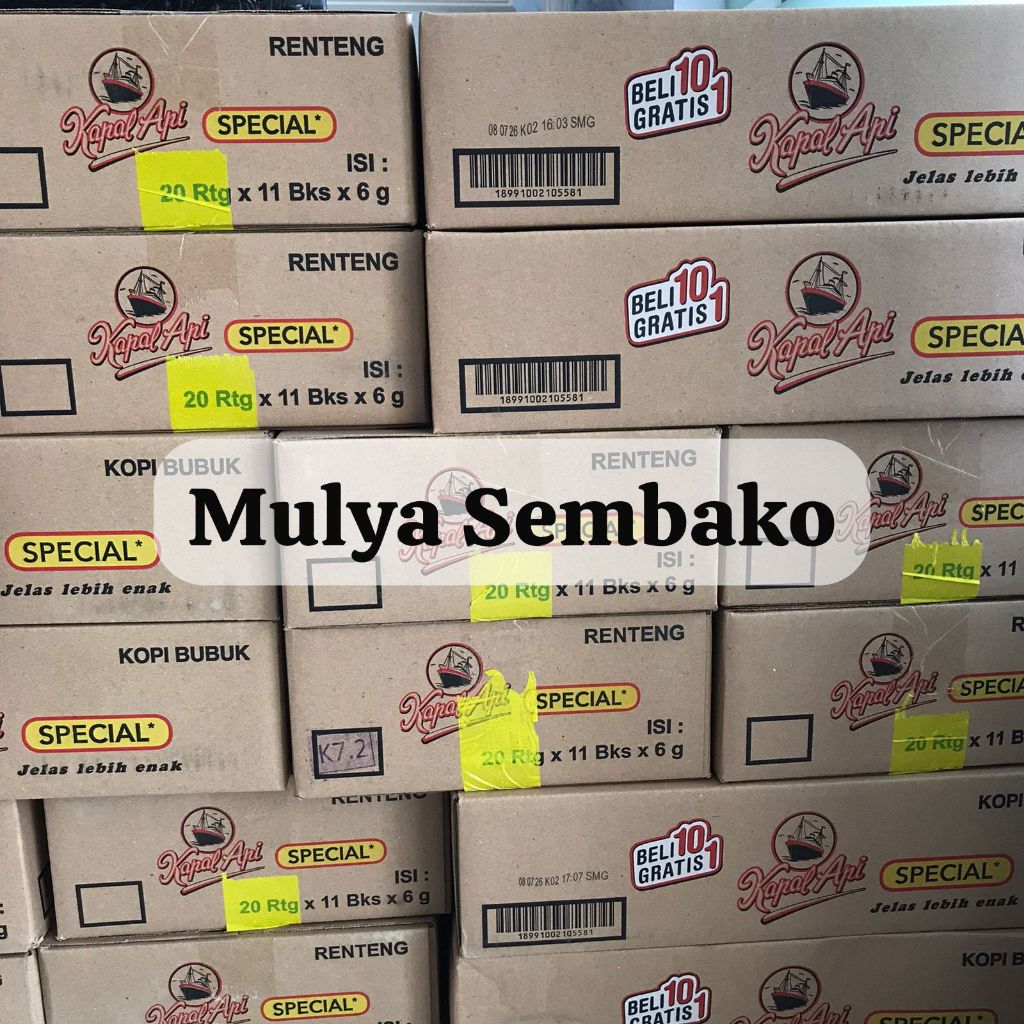 RENTENG
Kapal Api SPECIAL*
ISI :
20 Rtg x 11 Bks x 6 g
BELI 10
GRATIS 1
08 07 26 K02 16:03 SMG
18991002105581
Kapal Api
Jelas lebih
RENTENG
Kapal Api SPECIAL*
ISI :
20 Rtg x 11 Bks x 6 g
BELI 10
GRATIS 1
18991002105581
Kapal Api
Jelas lebih
KOPI BUBUK
SPECIAL*
Jelas lebih enak
RENTENG
Mulya Sembako
ISI :
20 Rtg x 11 Bks x 6 g
20 Rtg x 11
KOPI BUBUK
SPECIAL*
Jelas lebih enak
RENTENG
Kapal Api SPECIAL*
ISI :
K7.2
20 Rtg x 11 Bks x 6 g
Kapal Api SPECIAL
20 Rtg x 11 B
RENTENG
Kapal Api SPECIAL*
ISI :
20 Rtg x 11 Bks x 6 g
KOPI
BELI 10
GRATIS 1
08 07 26 K02 17:07 SMG
18991002105581
Kapal Api SPECIAL*
Jelas lebih enak
RENTENG
Kapal Api SPECIAL*
ISI :
KOPI B
BELI 10
GRATIS 1
Kapal Api